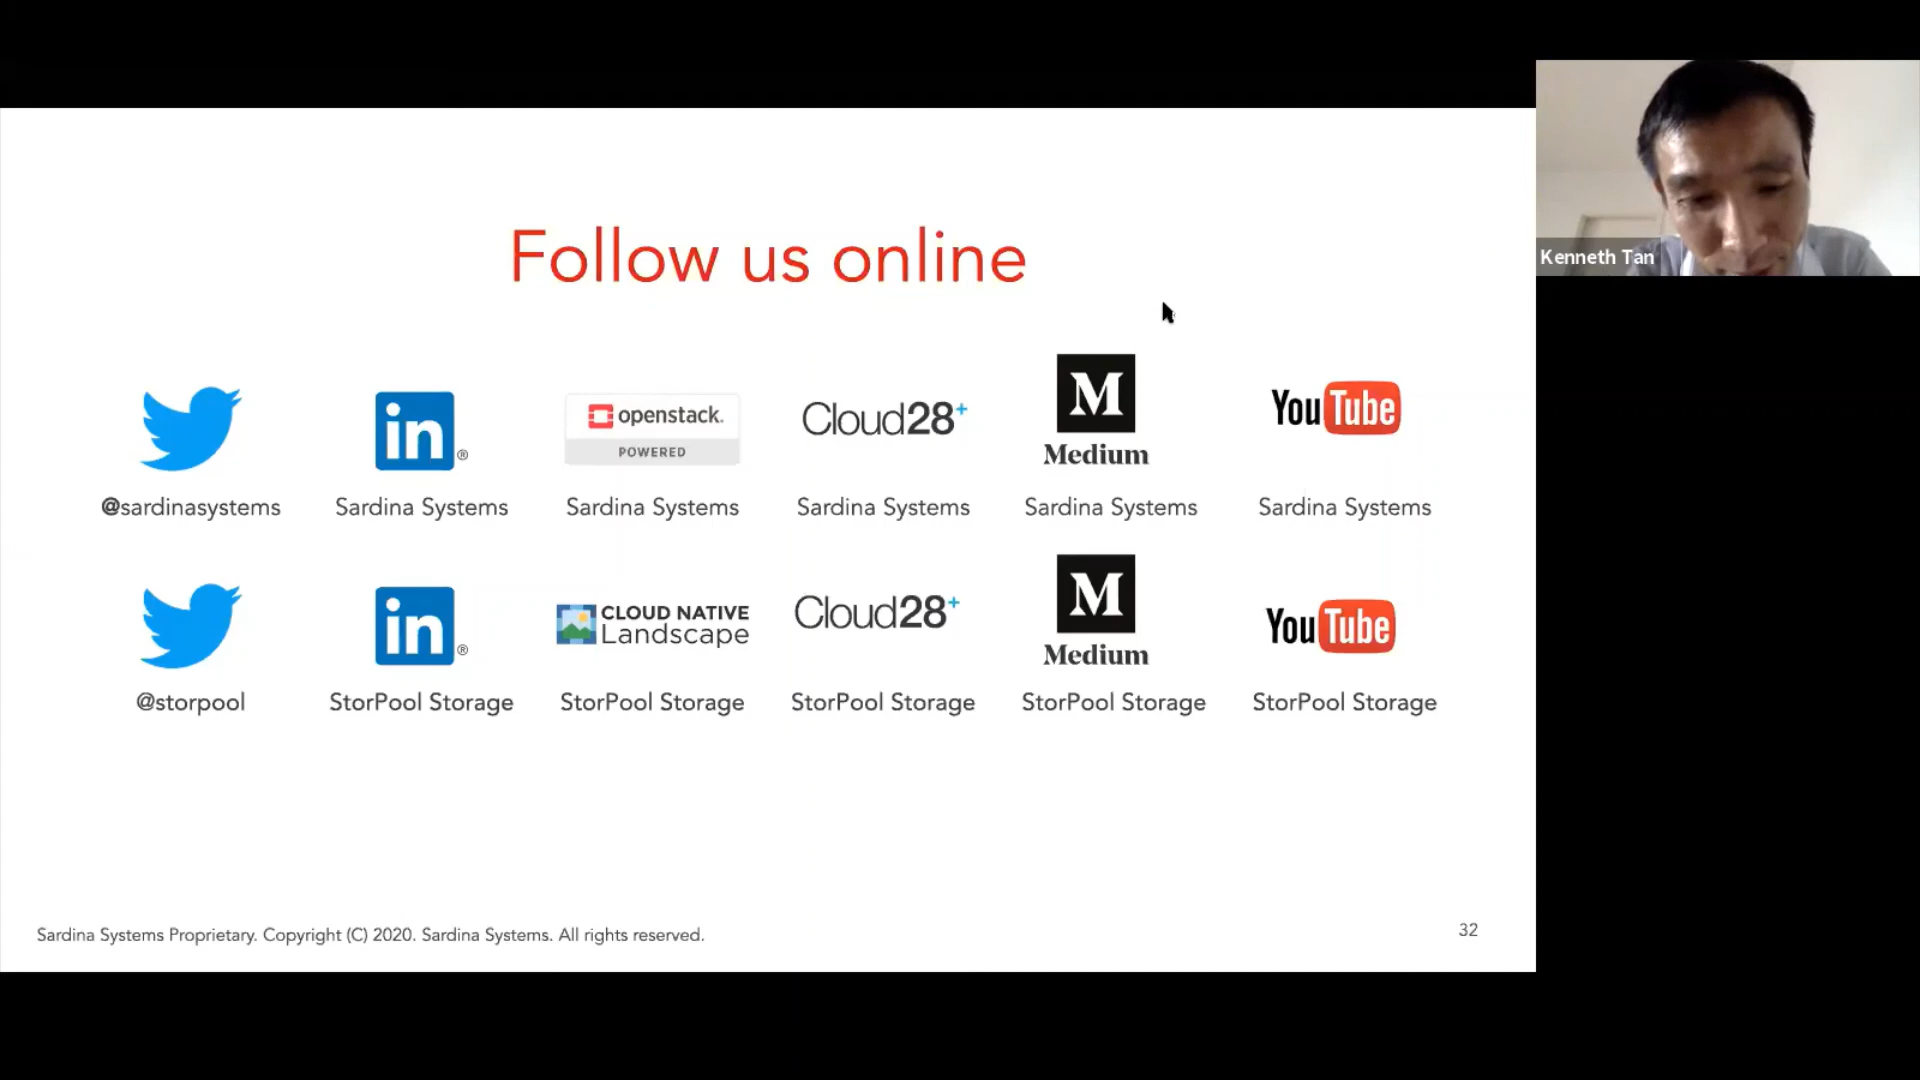 Kenneth Tan
Follow us online
in®
openstack.
POWERED
Cloud28+
M
Medium
YouTube
@sardinasystems
Sardina Systems
Sardina Systems
Sardina Systems
Sardina Systems
Sardina Systems
in®
CLOUD NATIVE
Landscape
Cloud28+
M
Medium
YouTube
@storpool
StorPool Storage
StorPool Storage
StorPool Storage
StorPool Storage
StorPool Storage
Sardina Systems Proprietary. Copyright (C) 2020. Sardina Systems. All rights reserved.
32